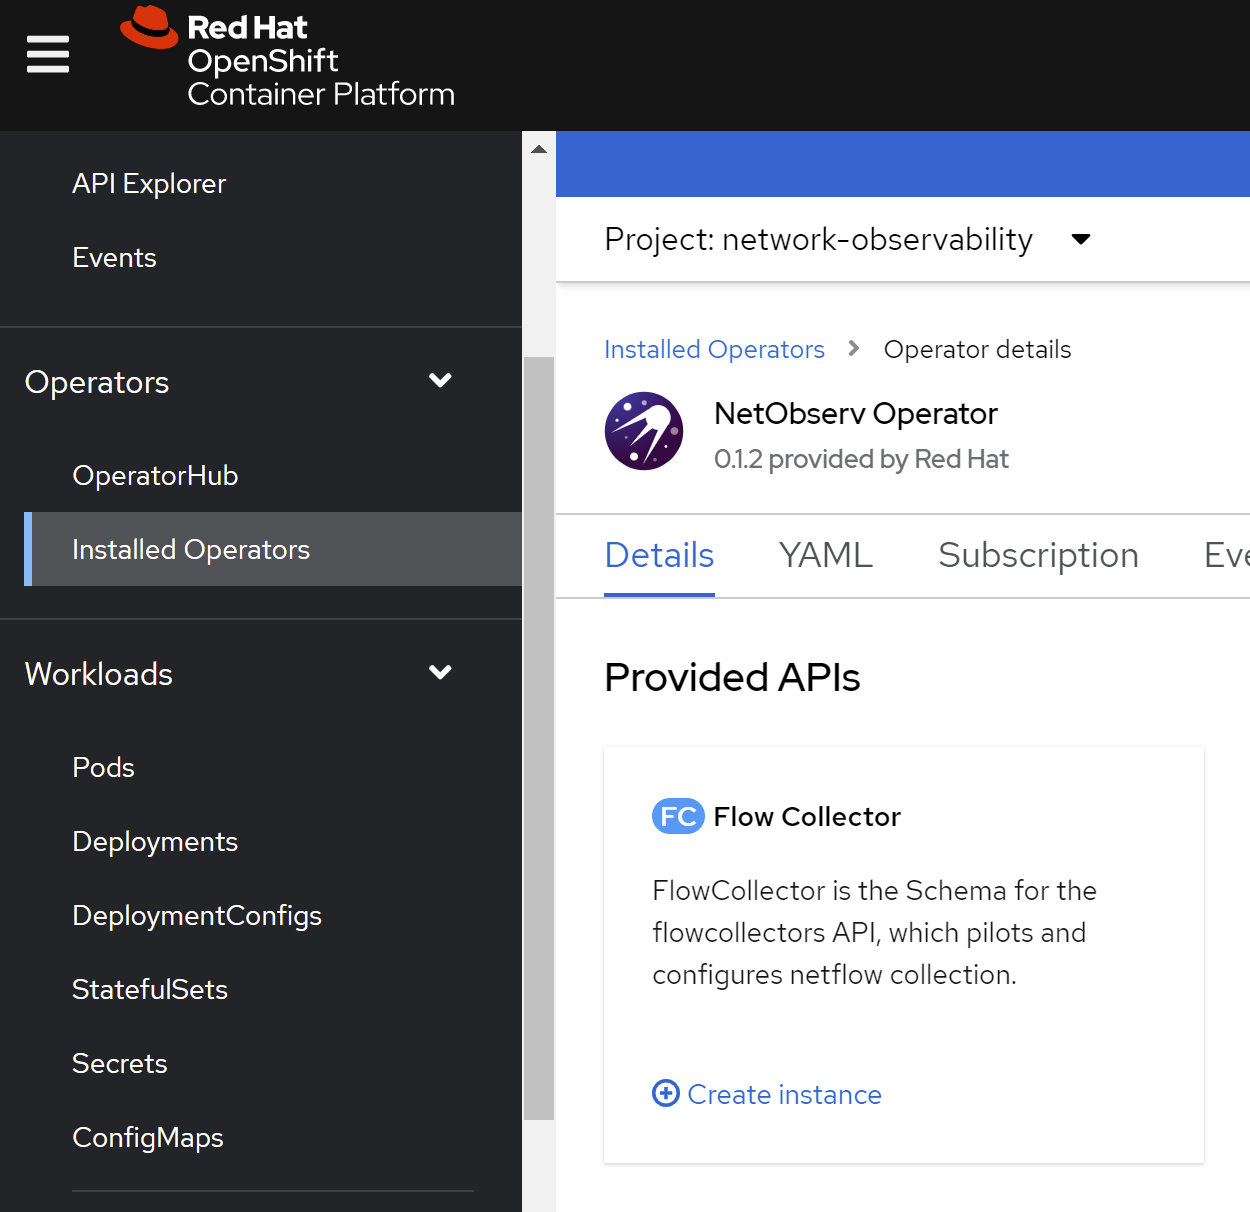 Red Hat
OpenShift
Container Platform
API Explorer
Events
Operators
OperatorHub
Installed Operators
Workloads
Pods
Deployments
DeploymentConfigs
StatefulSets
Secrets
ConfigMaps
Project: network-observability
Installed Operators > Operator details
NetObserv Operator
0.1.2 provided by Red Hat
Details YAML Subscription Eve
Provided APIs
FC Flow Collector
FlowCollector is the Schema for the
flowcollectors API, which pilots and
configures netflow collection.
Create instance